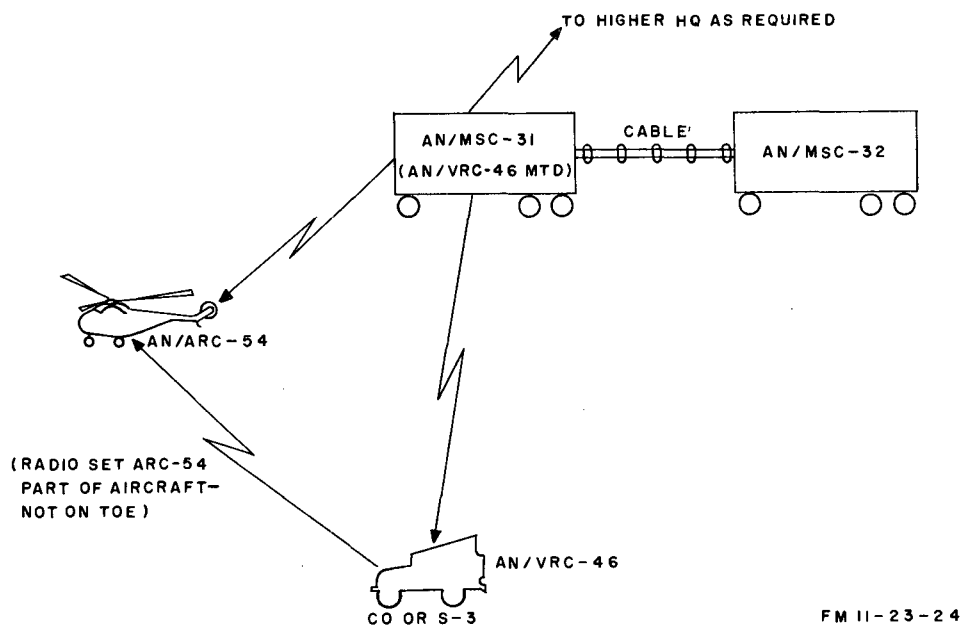 TO HIGHER HQ AS REQUIRED
AN/MSC-31
(AN/VRC-46 MTD)
CABLE
AN/MSC-32
AN/ARC-54
(RADIO SET ARC-54
PART OF AIRCRAFT—
NOT ON TOE)
AN/VRC-46
CO OR S-3
FM 11-23-24